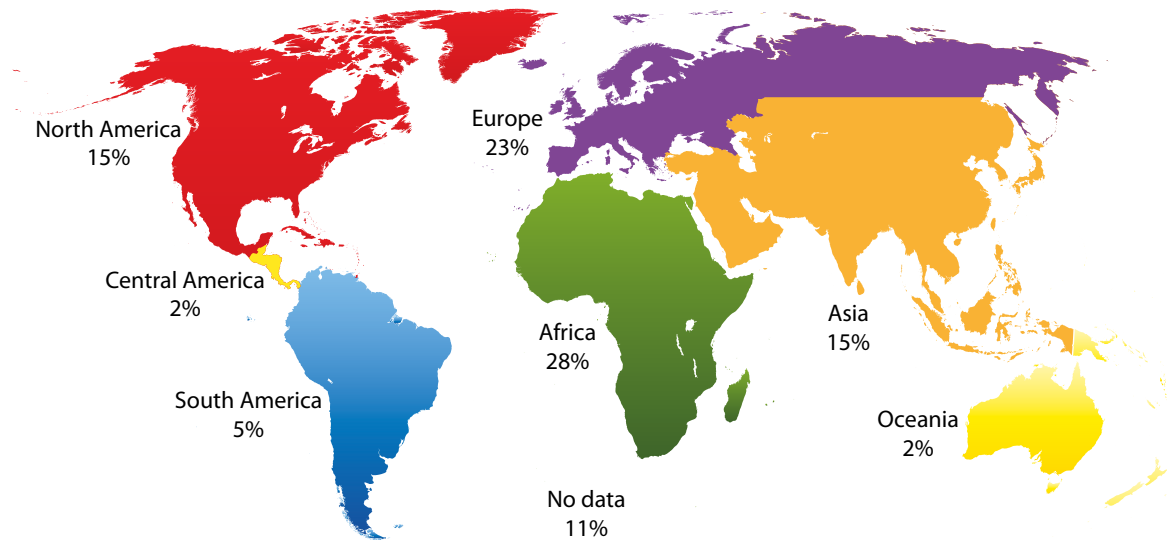 North America
15%
Europe
23%
Central America
2%
Africa
28%
Asia
15%
South America
5%
Oceania
2%
No data
11%